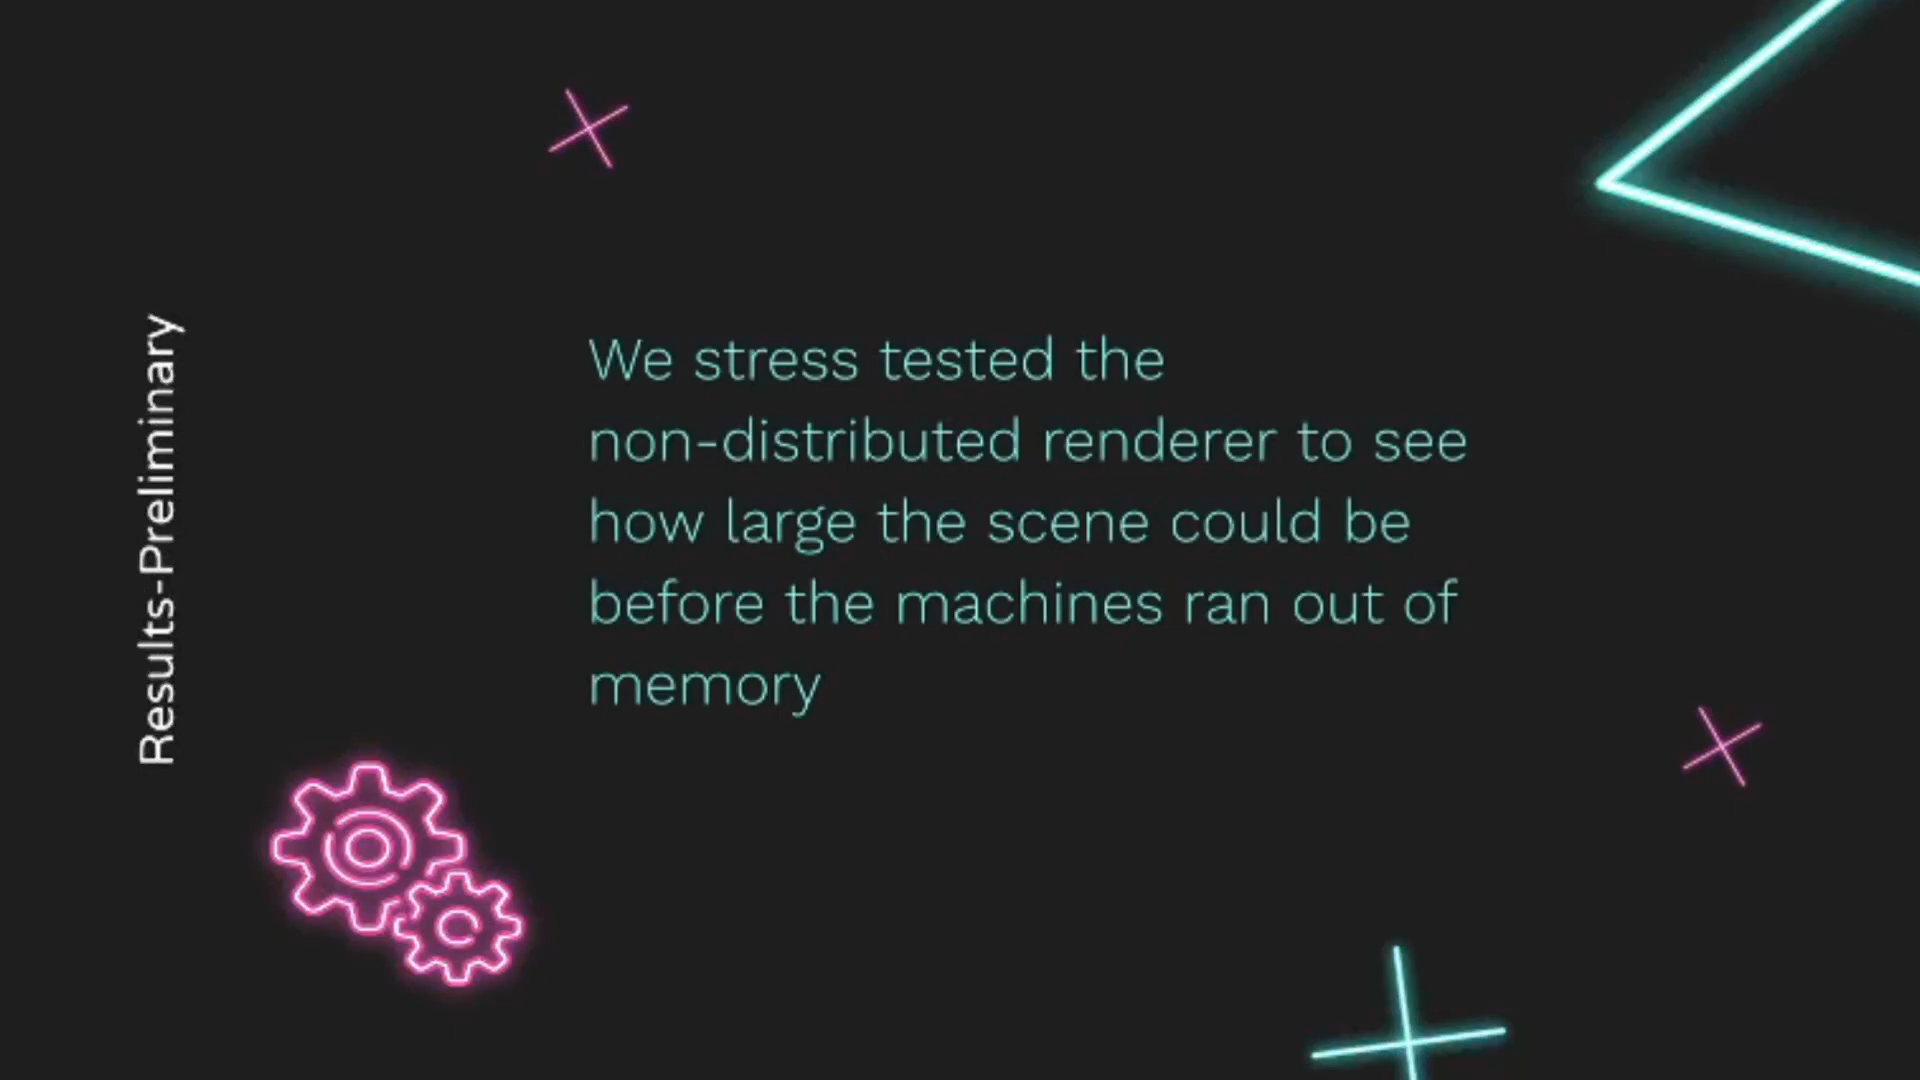 Results-Preliminary
We stress tested the
non-distributed renderer to see
how large the scene could be
before the machines ran out of
memory